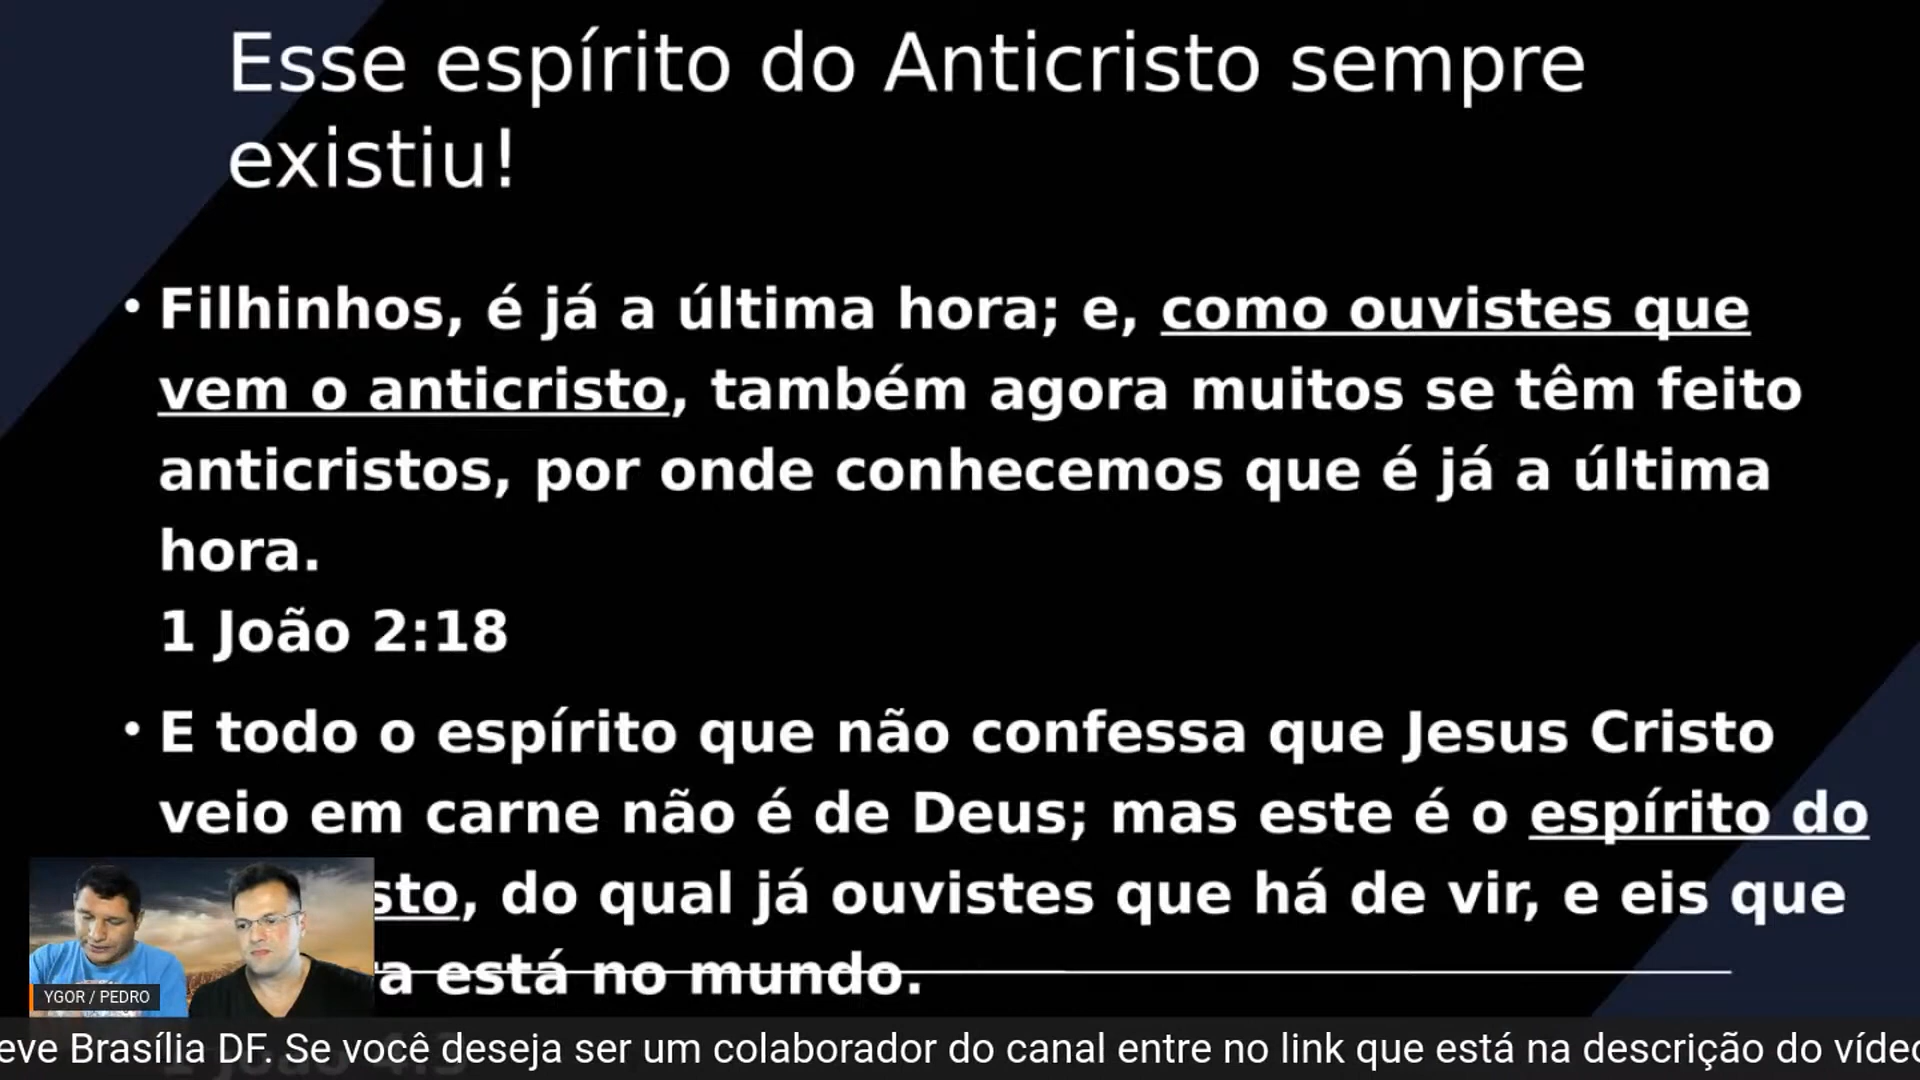 Esse espírito do Anticristo sempre
existiu!
• Filhinhos, é já a última hora; e, como ouvistes que
vem o anticristo, também agora muitos se têm feito
anticristos, por onde conhecemos que é já a última
hora.
1 João 2:18
• E todo o espírito que não confessa que Jesus Cristo
veio em carne não é de Deus; mas este é o espírito do
sto, do qual já ouvistes que há de vir, e eis que
a está no mundo.
YGOR / PEDRO
eve Brasília DF. Se você deseja ser um colaborador do canal entre no link que está na descrição do víde